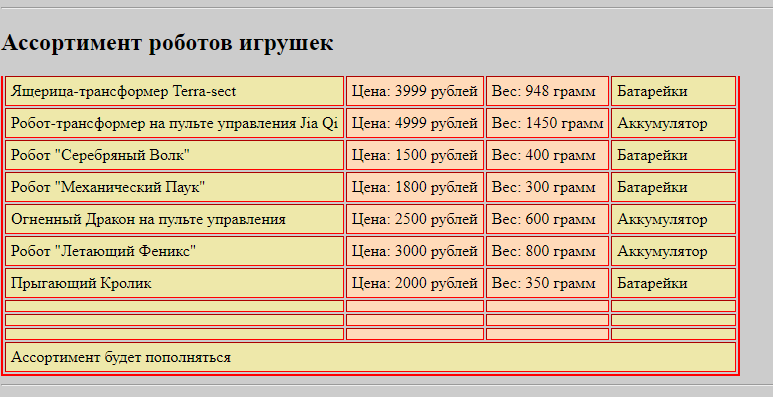 Ассортимент роботов игрушек
Ящерица-трансформер Terra-sect Цена: 3999 рублей Вес: 948 грамм Батарейки
Робот-трансформер на пульте управления Jia Qi Цена: 4999 рублей Вес: 1450 грамм Аккумулятор
Робот "Серебряный Волк" Цена: 1500 рублей Вес: 400 грамм Батарейки
Робот "Механический Паук" Цена: 1800 рублей Вес: 300 грамм Батарейки
Огненный Дракон на пульте управления Цена: 2500 рублей Вес: 600 грамм Аккумулятор
Робот "Летающий Феникс" Цена: 3000 рублей Вес: 800 грамм Аккумулятор
Прыгающий Кролик Цена: 2000 рублей Вес: 350 грамм Батарейки
Ассортимент будет пополняться